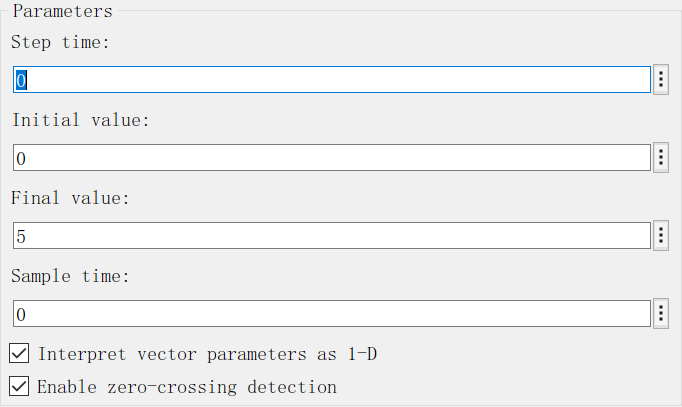 Parameters
Step time:
0
Initial value:
0
Final value:
5
Sample time:
0
Interpret vector parameters as 1-D
Enable zero-crossing detection